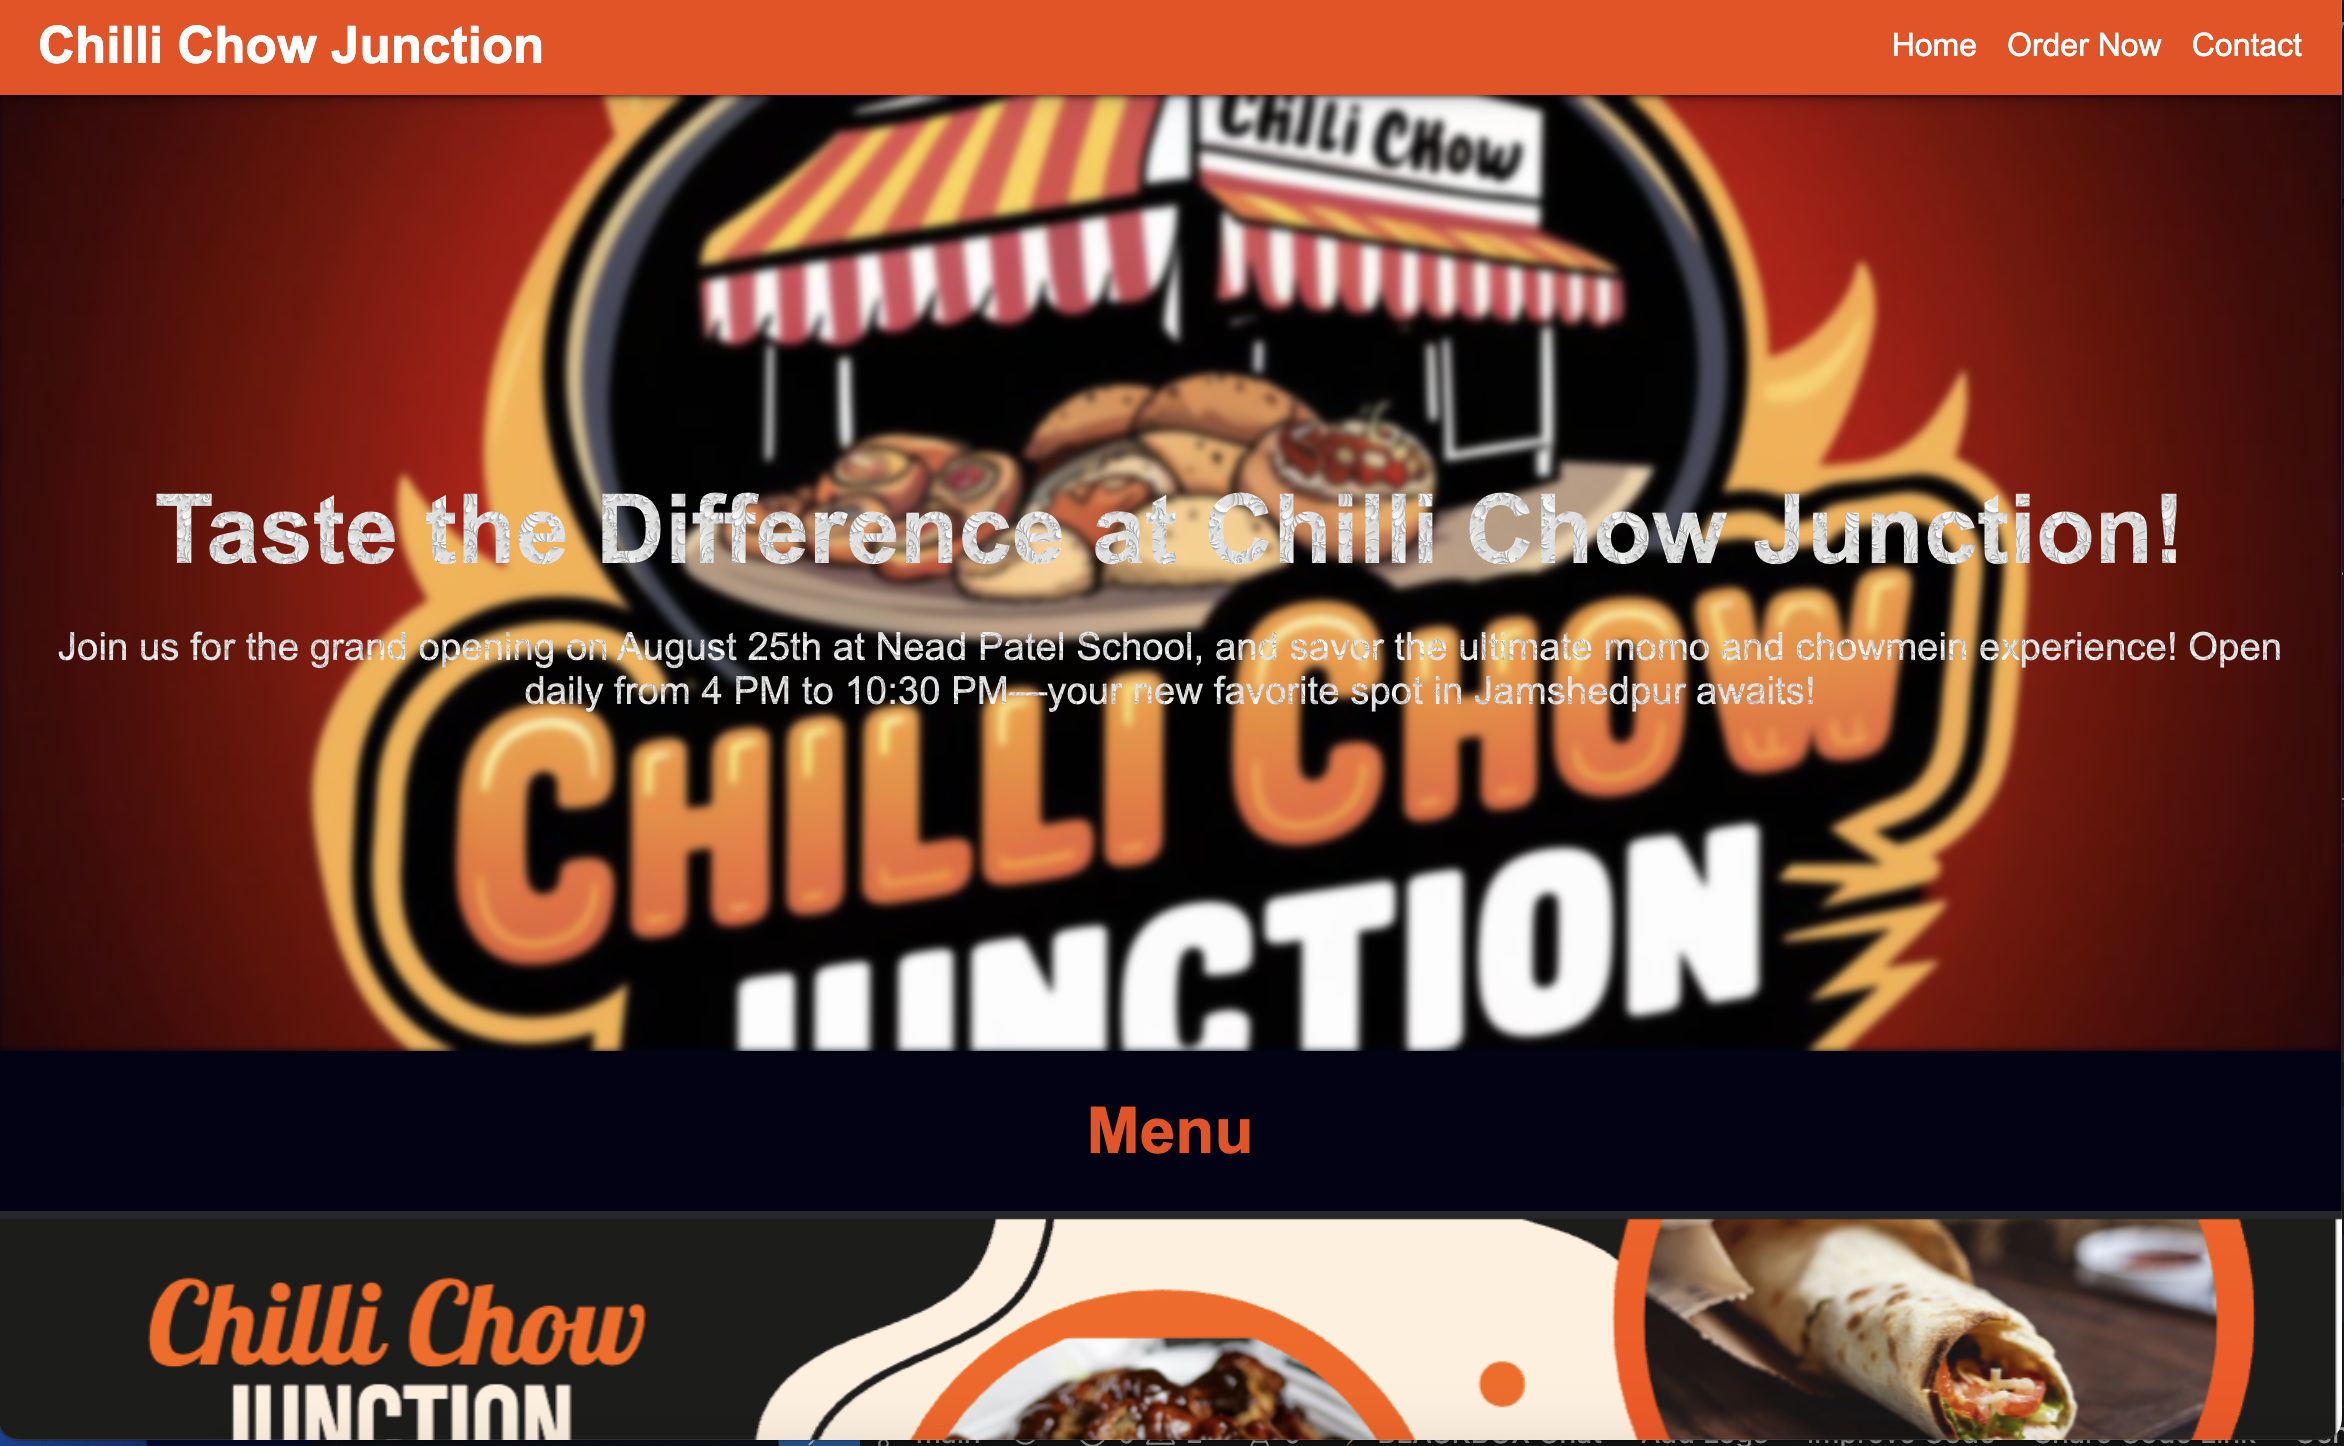 Chilli Chow Junction
Home Order Now Contact
CHILi CHOW
Taste the Difference at Chilli Chow Junction!
Join us for the grand opening on August 25th at Nead Patel School, and savor the ultimate momo and chowmein experience! Open
daily from 4 PM to 10:30 PM—your new favorite spot in Jamshedpur awaits!
CHILLI CHOW
JUNCTION
Menu
Chilli Chow
JUNCTION